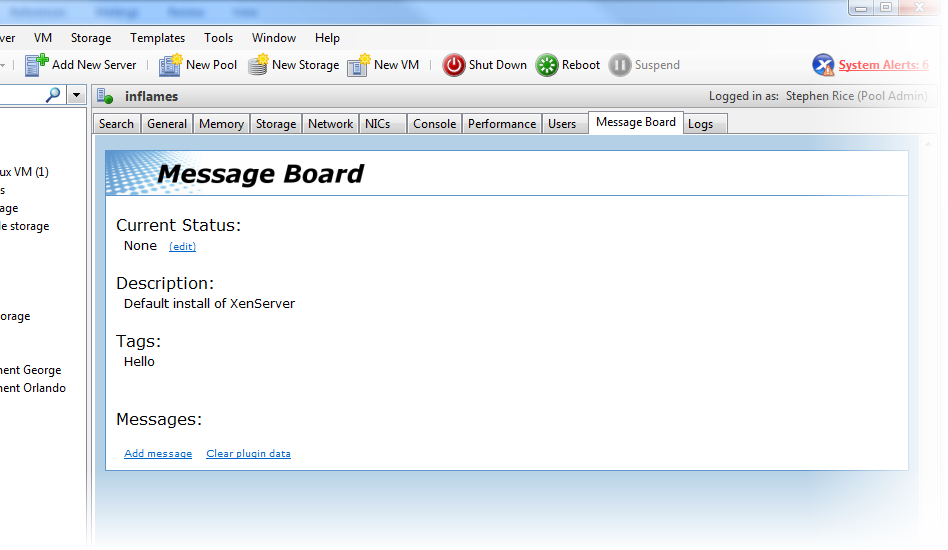 ver VM Storage Templates Tools Window Help
Add New Server New Pool New Storage New VM Shut Down Reboot Suspend System Alerts: 6
inflames Logged in as: Stephen Rice (Pool Admin)
Search General Memory Storage Network NICs Console Performance Users Message Board Logs
ux VM (1)
s
age
le storage
orage
ment George
ment Orlando
Message Board
Current Status:
None (edit)
Description:
Default install of XenServer
Tags:
Hello
Messages:
Add message Clear plugin data